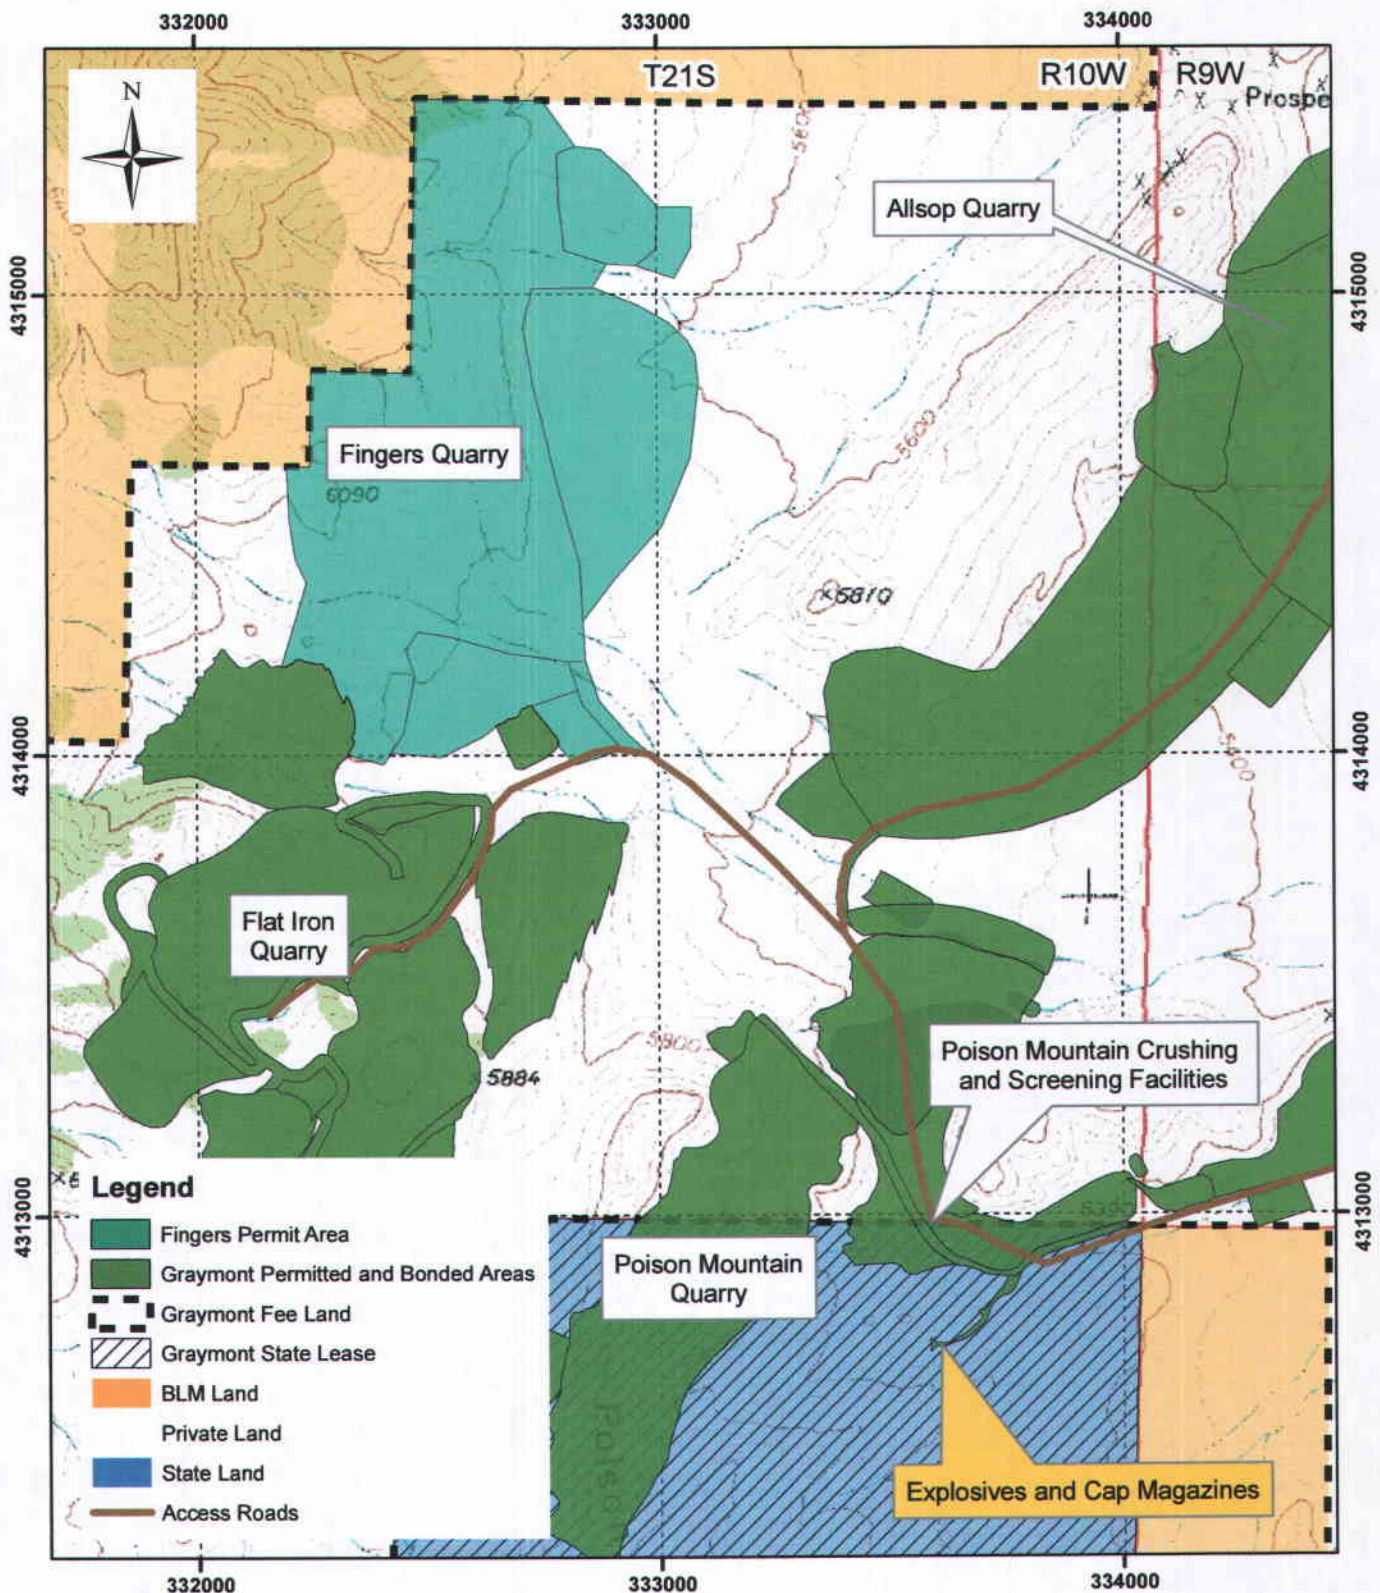 332000
333000
334000
T21S
R10W
R9W
N
Prospe
5800
Allsop Quarry
4315000
4315000
Fingers Quarry
6090
5600
5810
4314000
4314000
5400
Flat Iron
Quarry
5884
5800
Poison Mountain Crushing
and Screening Facilities
4313000
4313000
Legend
Fingers Permit Area
Graymont Permitted and Bonded Areas
Graymont Fee Land
Graymont State Lease
BLM Land
Private Land
State Land
Access Roads
Poison Mountain
Quarry
Poison
Explosives and Cap Magazines
332000
333000
334000